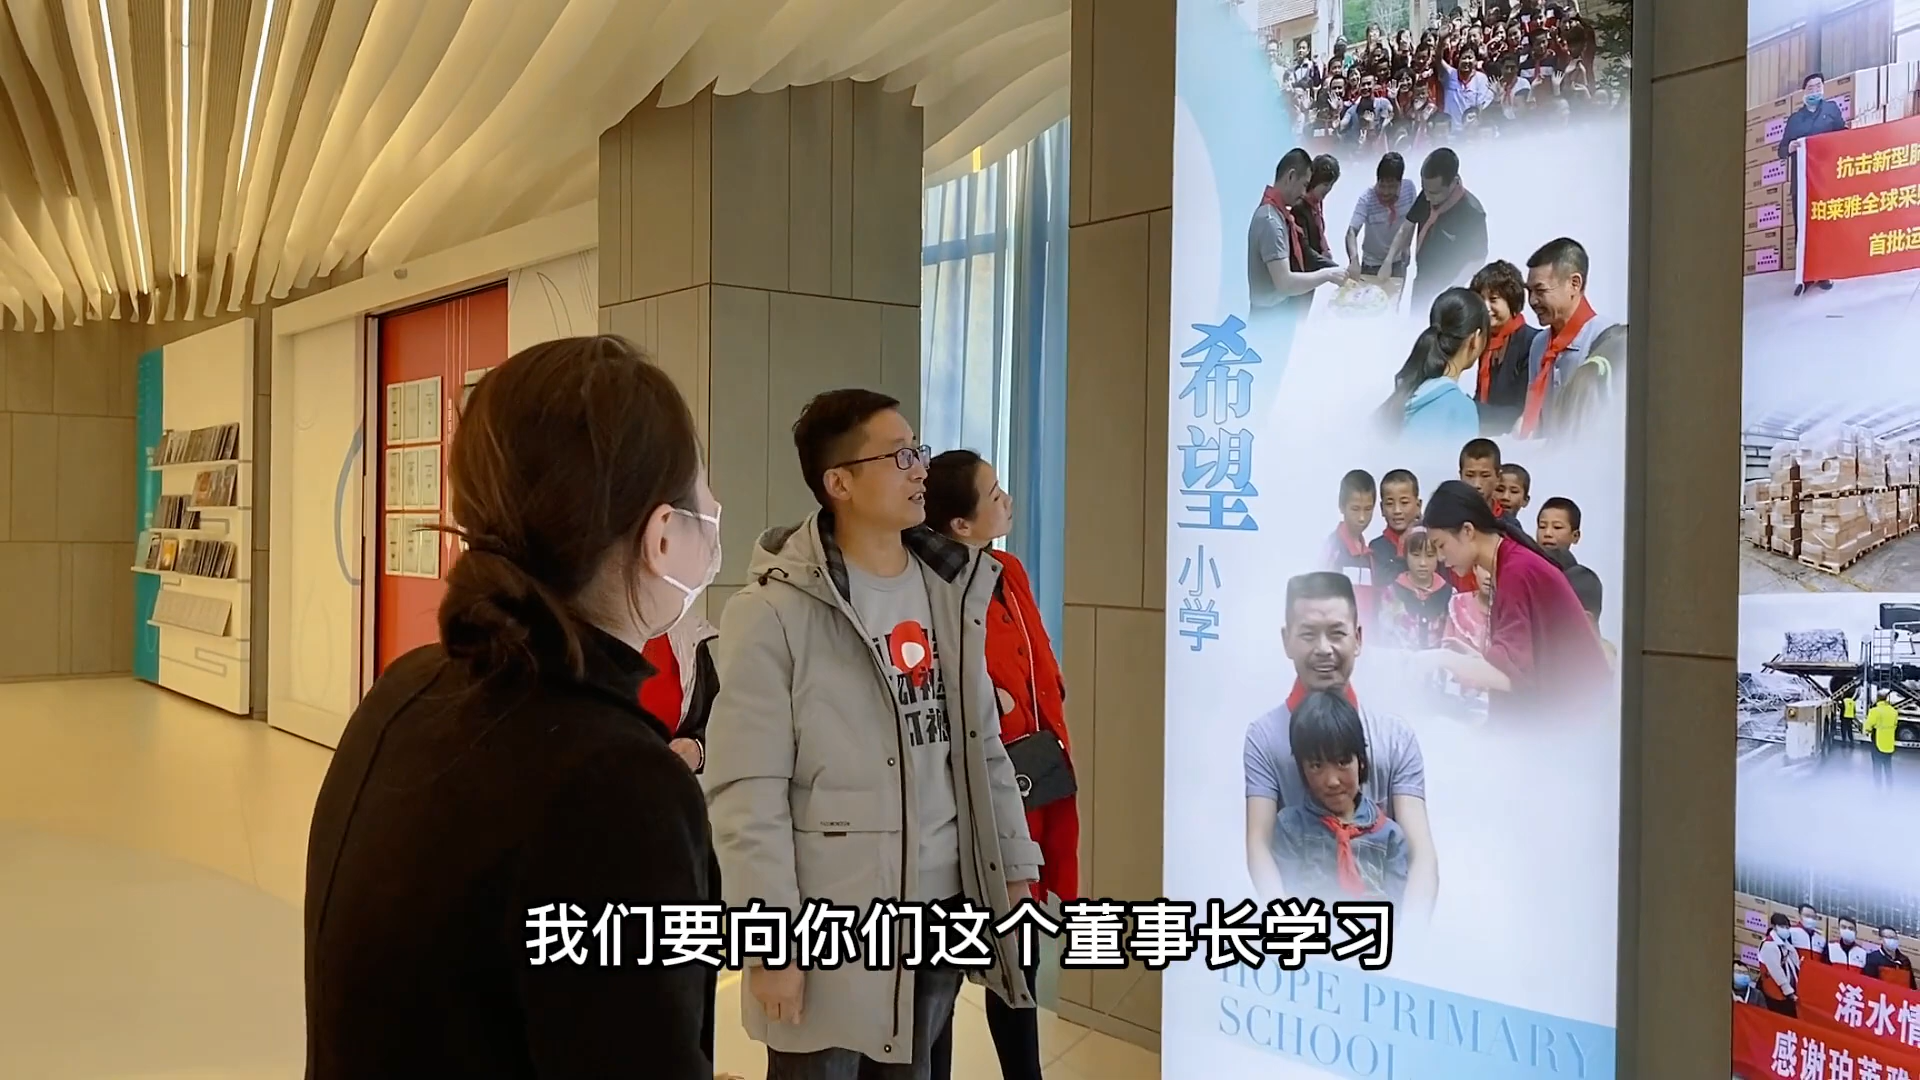 希望
小学
HOPE PRIMARY
SCHOOL
抗击新型
珀莱雅全球采
首批运
浠水情
感谢珀莱雅
我们要向你们这个董事长学习